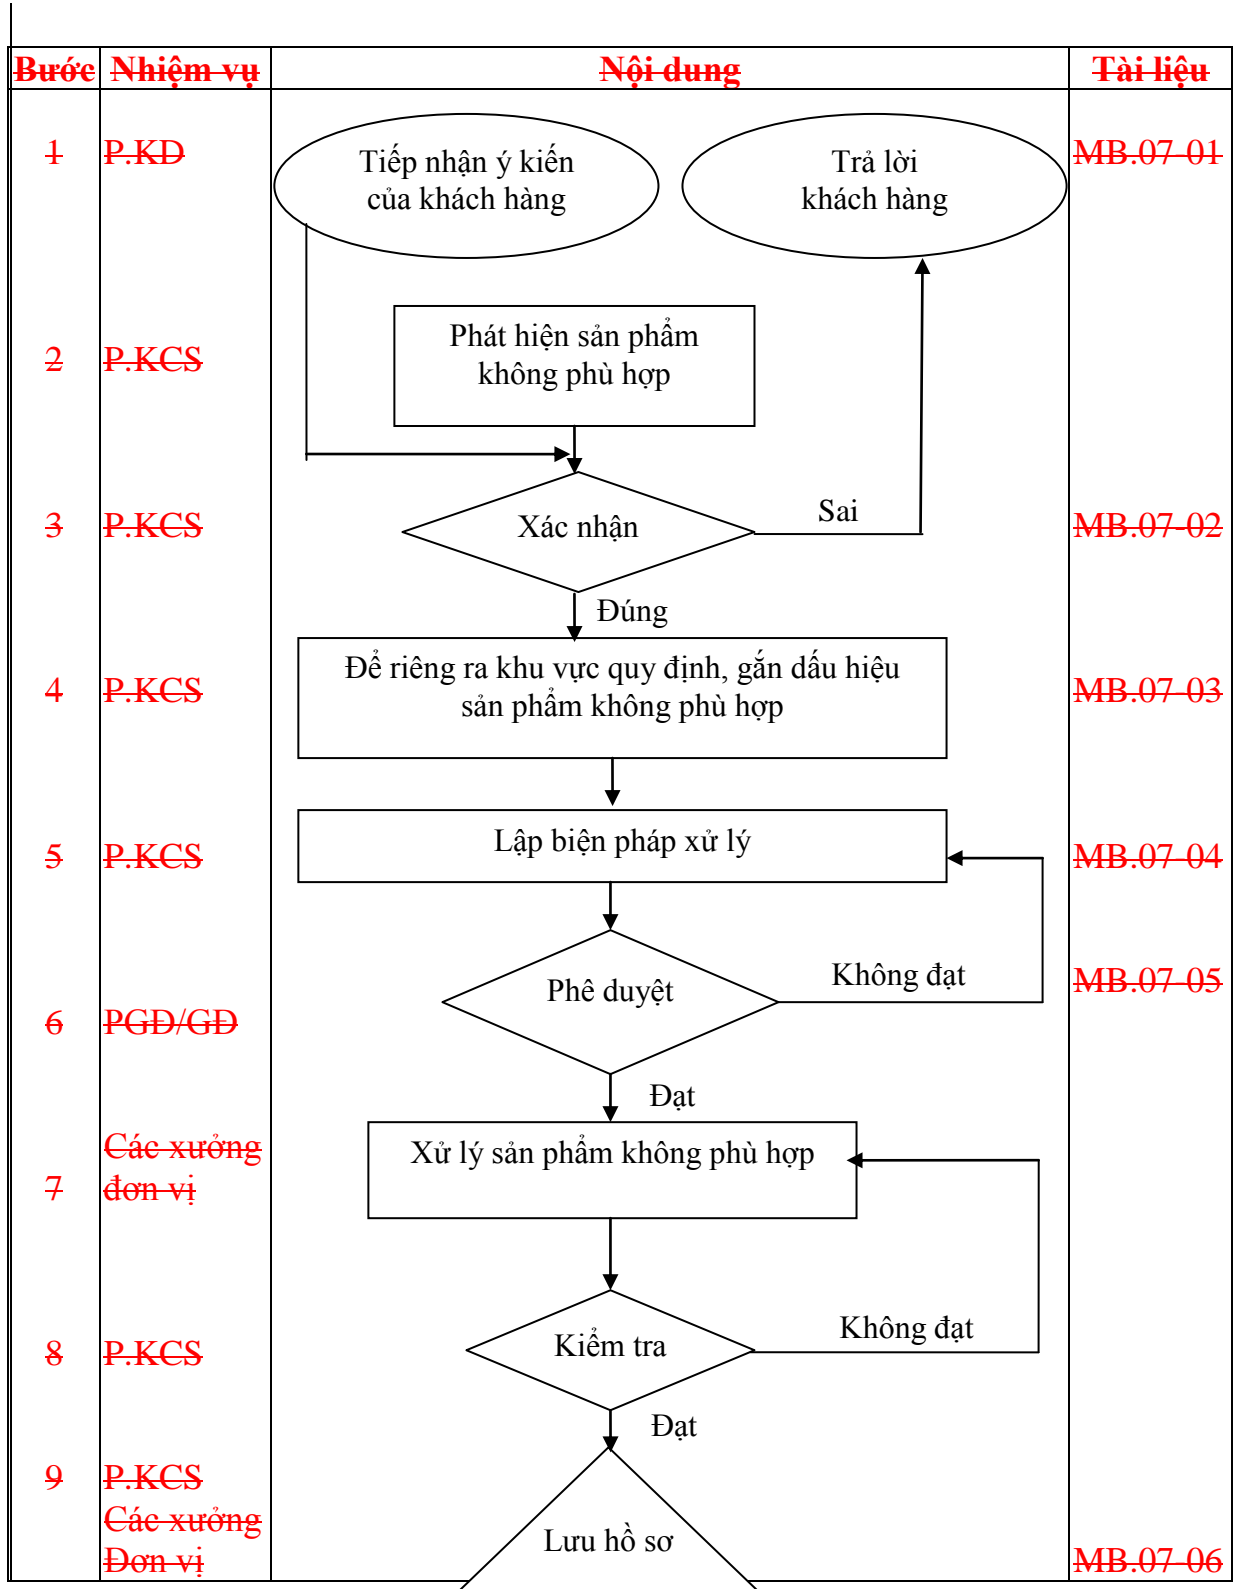 Bước Nhiệm vụ Nội dung Tài liệu
1 P.KD Tiếp nhận ý kiến Trả lời MB.07-01
của khách hàng khách hàng
Phát hiện sản phẩm
2 P.KCS không phù hợp
3 P.KCS Xác nhận Sai MB.07-02
Đúng
Để riêng ra khu vực quy định, gắn dấu hiệu
4 P.KCS sản phẩm không phù hợp MB.07-03
Lập biện pháp xử lý
5 P.KCS MB.07-04
Phê duyệt Không đạt MB.07-05
6 PGĐ/GĐ
Đạt
Các xưởng Xử lý sản phẩm không phù hợp
7 đơn vị
Không đạt
8 P.KCS Kiểm tra
Đạt
9 P.KCS
Các xưởng
Lưu hồ sơ
Đơn vị MB.07-06